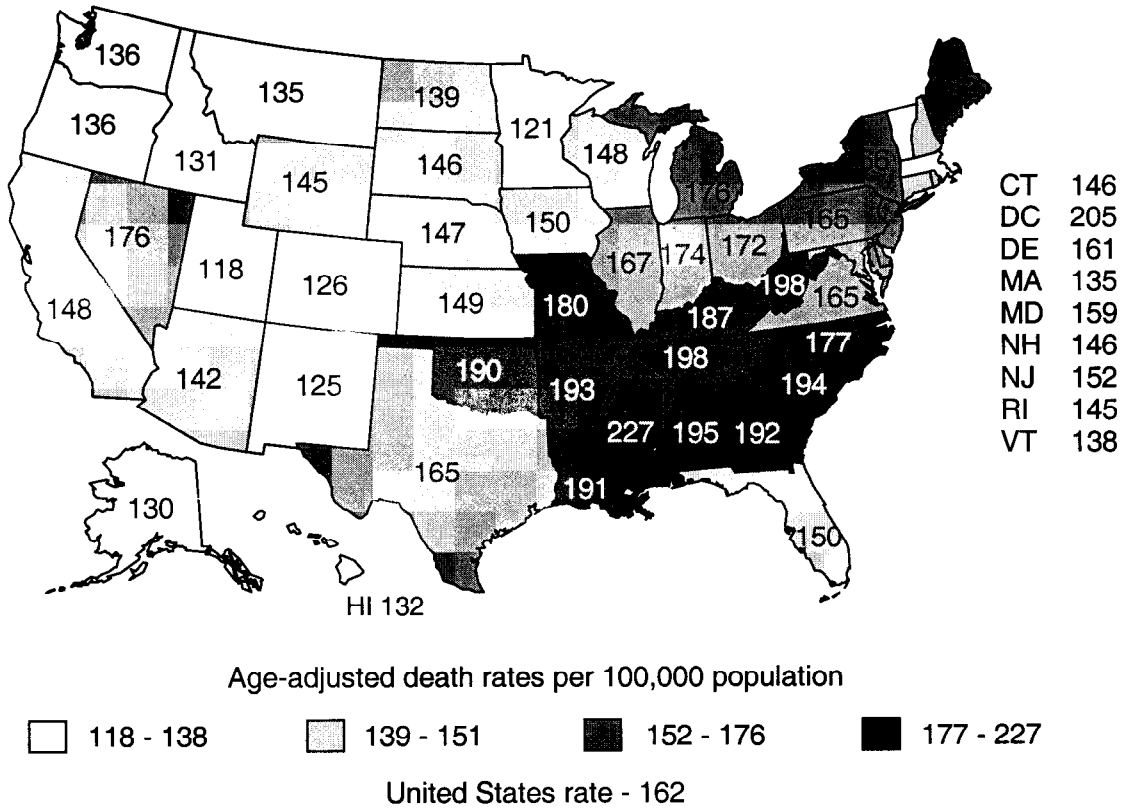 136
135
139
121
136
131
145
146
148
176
150
147
176
118
126
149
167
174
172
165
165
198
148
180
187
142
125
190
193
198
177
194
227
195
192
165
191
130
150
HI 132
CT 146
DC 205
DE 161
MA 135
MD 159
NH 146
NJ 152
RI 145
VT 138
Age-adjusted death rates per 100,000 population
118 - 138
139 - 151
152 - 176
177 - 227
United States rate - 162